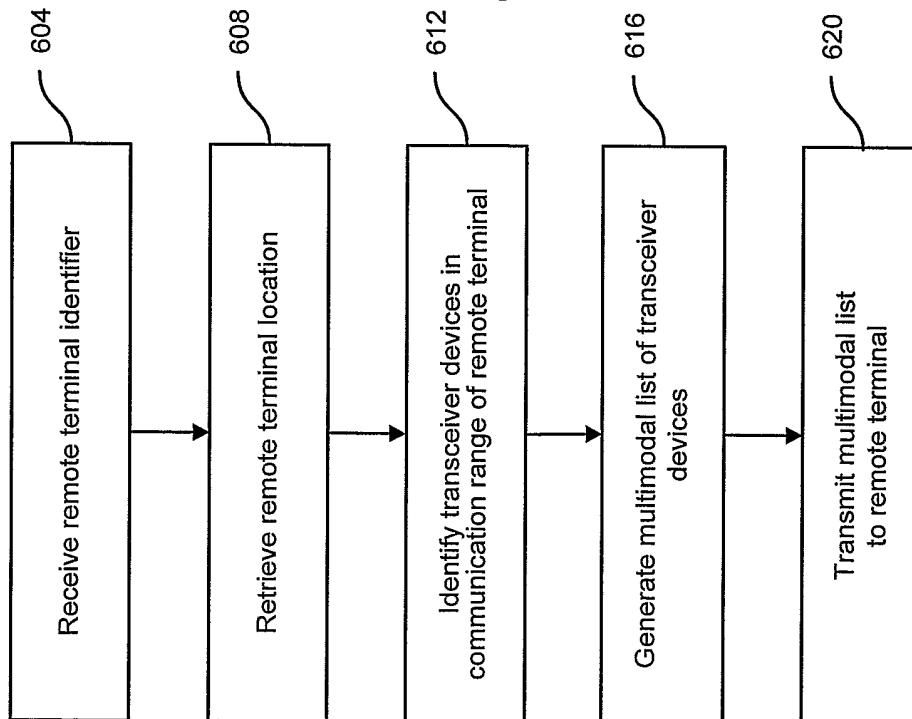 Receive remote terminal identifier
604
Retrieve remote terminal location
608
Identify transceiver devices in
communication range of remote terminal
612
Generate multimodal list of transceiver
devices
616
Transmit multimodal list
to remote terminal
620